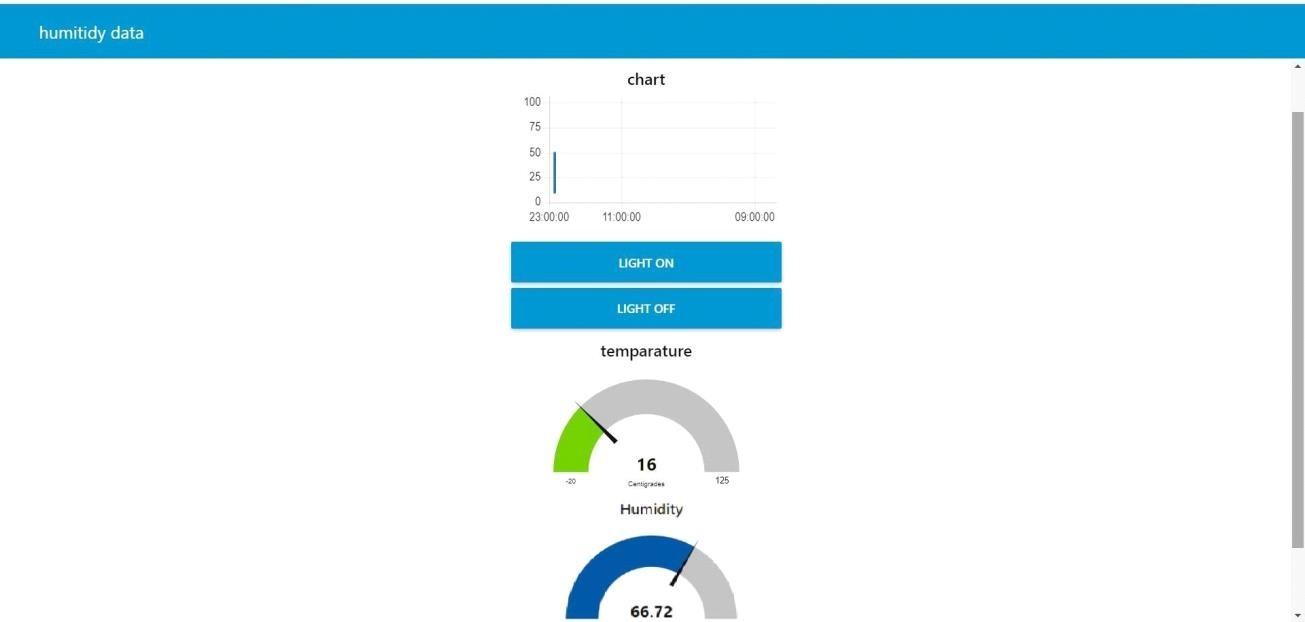 humitidy data
chart
100
75
50
25
0
23:00:00 11:00:00 09:00:00
LIGHT ON
LIGHT OFF
temparature
16
-20 Centigrades 125
Humidity
66.72